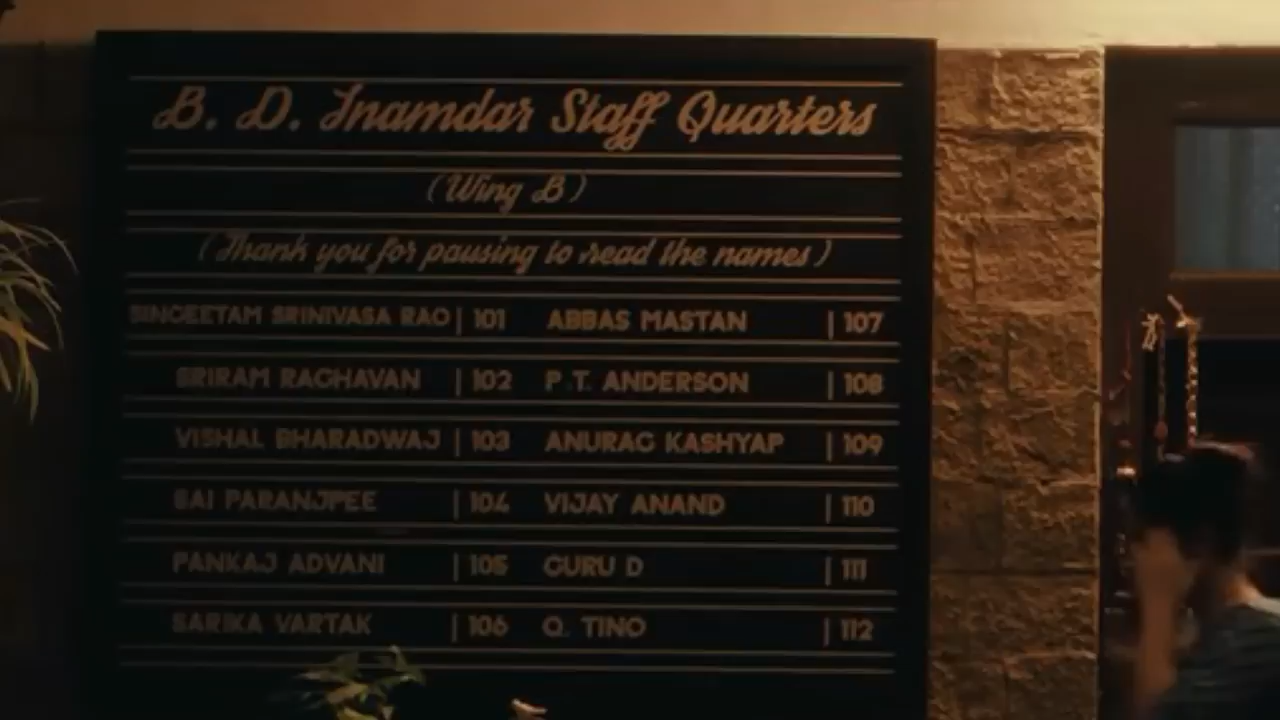 B. D. Inamdar Staff Quarters
(Wing B)
(Thank you for pausing to read the names)
SINGEETAM SRINIVASA RAO | 101 ABBAS MASTAN | 107
SRIRAM RAGHAVAN | 102 P.T. ANDERSON | 108
VISHAL BHARADWAJ | 103 ANURAG KASHYAP | 109
SAI PARANJPEE | 104 VIJAY ANAND | 110
PANKAJ ADVANI | 105 GURU D | 111
SARIKA VARTAK | 106 Q. TINO | 112